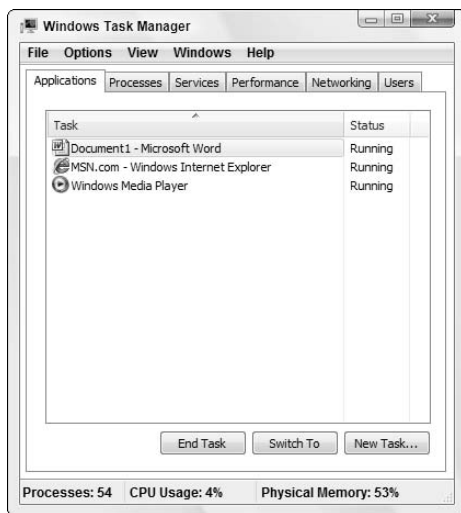 Windows Task Manager
File Options View Windows Help
Applications Processes Services Performance Networking Users
Task Status
Document1 - Microsoft Word Running
MSN.com - Windows Internet Explorer Running
Windows Media Player Running
End Task Switch To New Task...
Processes: 54 CPU Usage: 4% Physical Memory: 53%